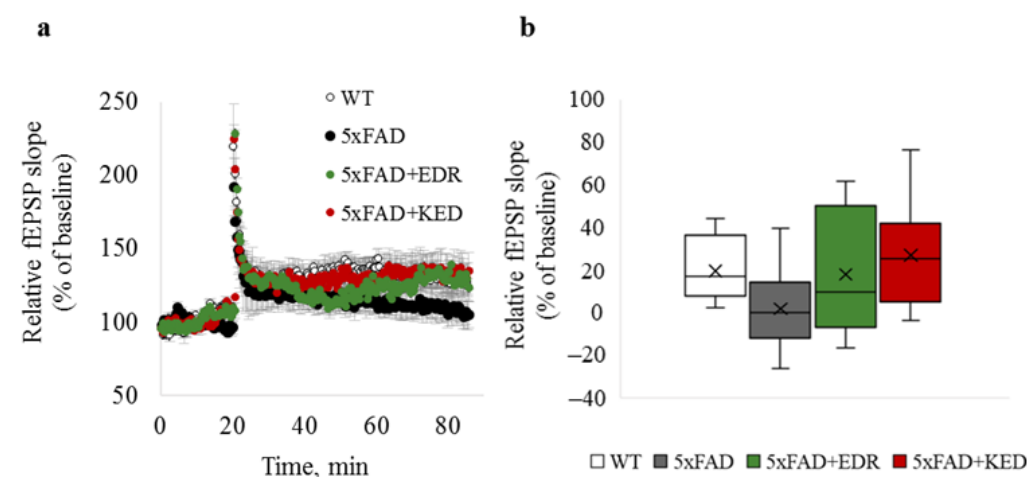 a
Relative fEPSP slope
(% of baseline)
250
200
150
100
50
0 20 40 60 80
Time, min
WT
5xFAD
5xFAD+EDR
5xFAD+KED
b
Relative fEPSP slope
(% of baseline)
100
80
60
40
20
0
–20
–40
WT 5xFAD 5xFAD+EDR 5xFAD+KED